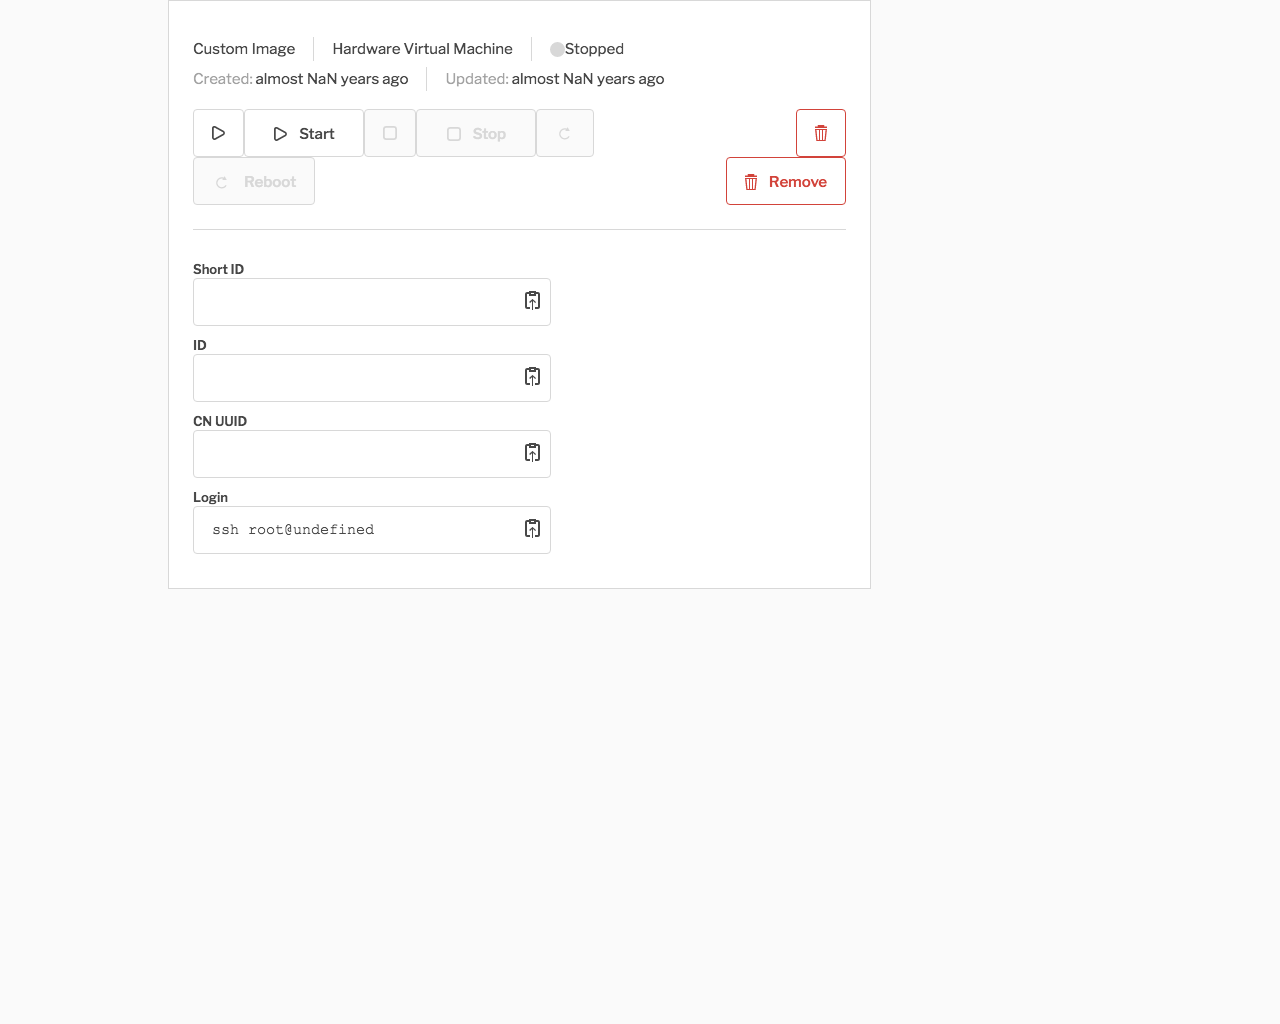 Custom Image Hardware Virtual Machine Stopped
Created: almost NaN years ago Updated: almost NaN years ago
Start Stop
Reboot Remove
Short ID
ID
CN UUID
Login
ssh root@undefined